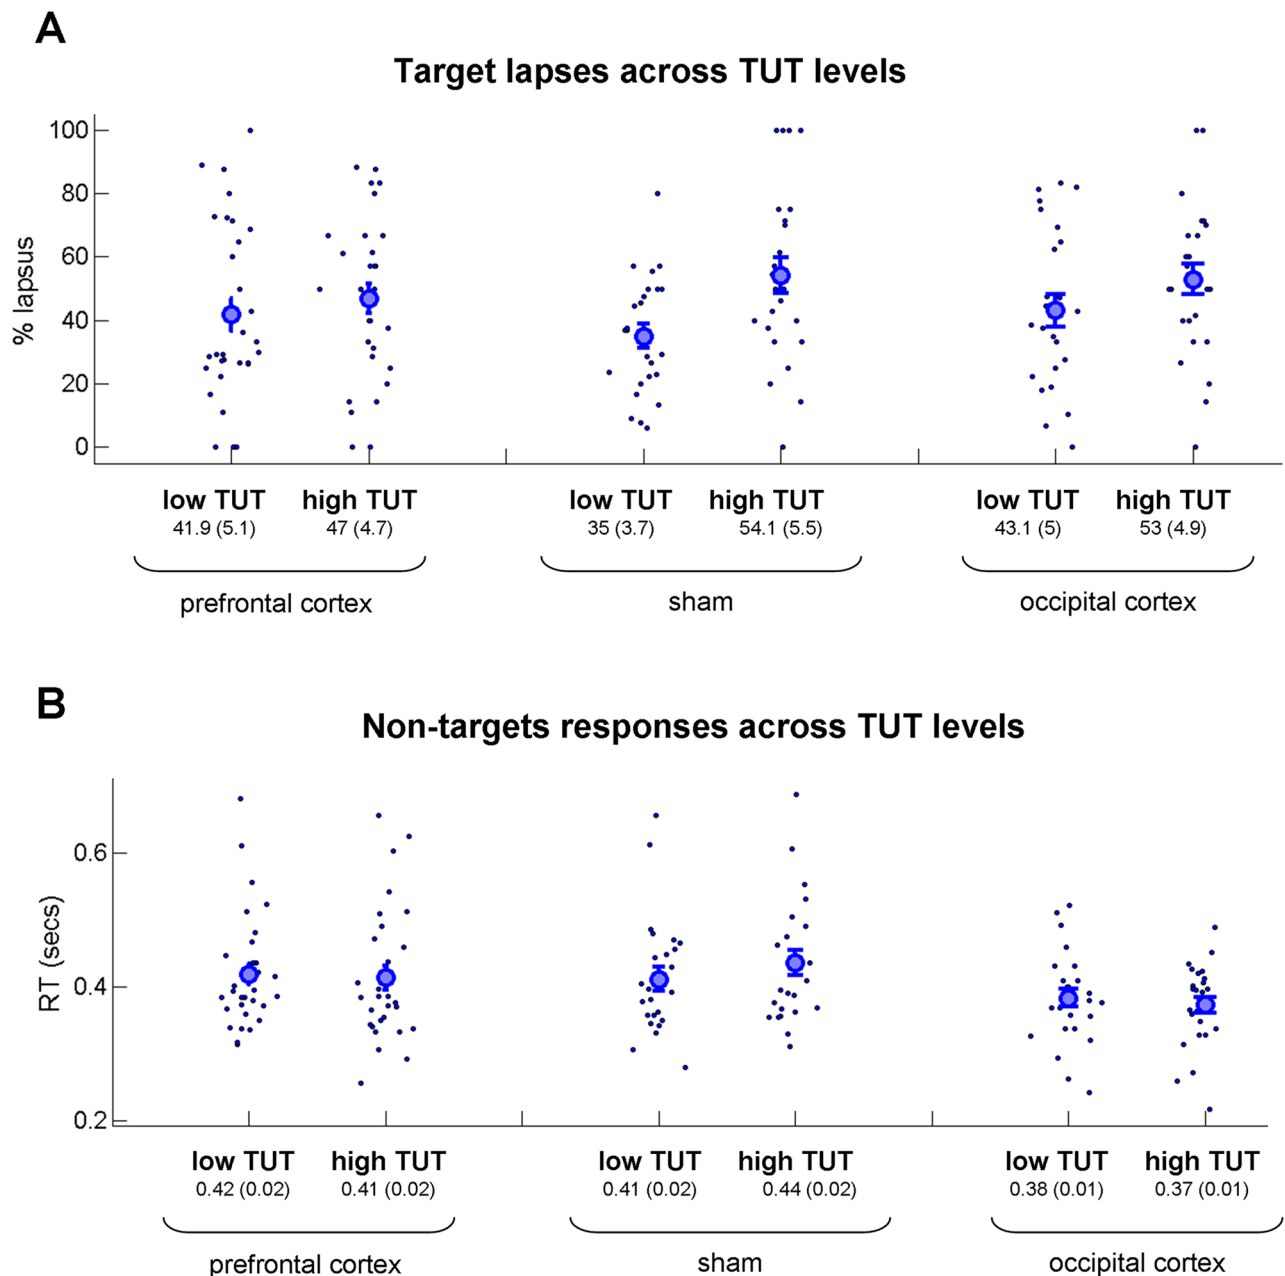 A
Target lapses across TUT levels
% lapsus
100
80
60
40
20
0
low TUT high TUT low TUT high TUT low TUT high TUT
41.9 (5.1) 47 (4.7) 35 (3.7) 54.1 (5.5) 43.1 (5) 53 (4.9)
prefrontal cortex sham occipital cortex
B
Non-targets responses across TUT levels
RT (secs)
0.6
0.4
0.2
low TUT high TUT low TUT high TUT low TUT high TUT
0.42 (0.02) 0.41 (0.02) 0.41 (0.02) 0.44 (0.02) 0.38 (0.01) 0.37 (0.01)
prefrontal cortex sham occipital cortex